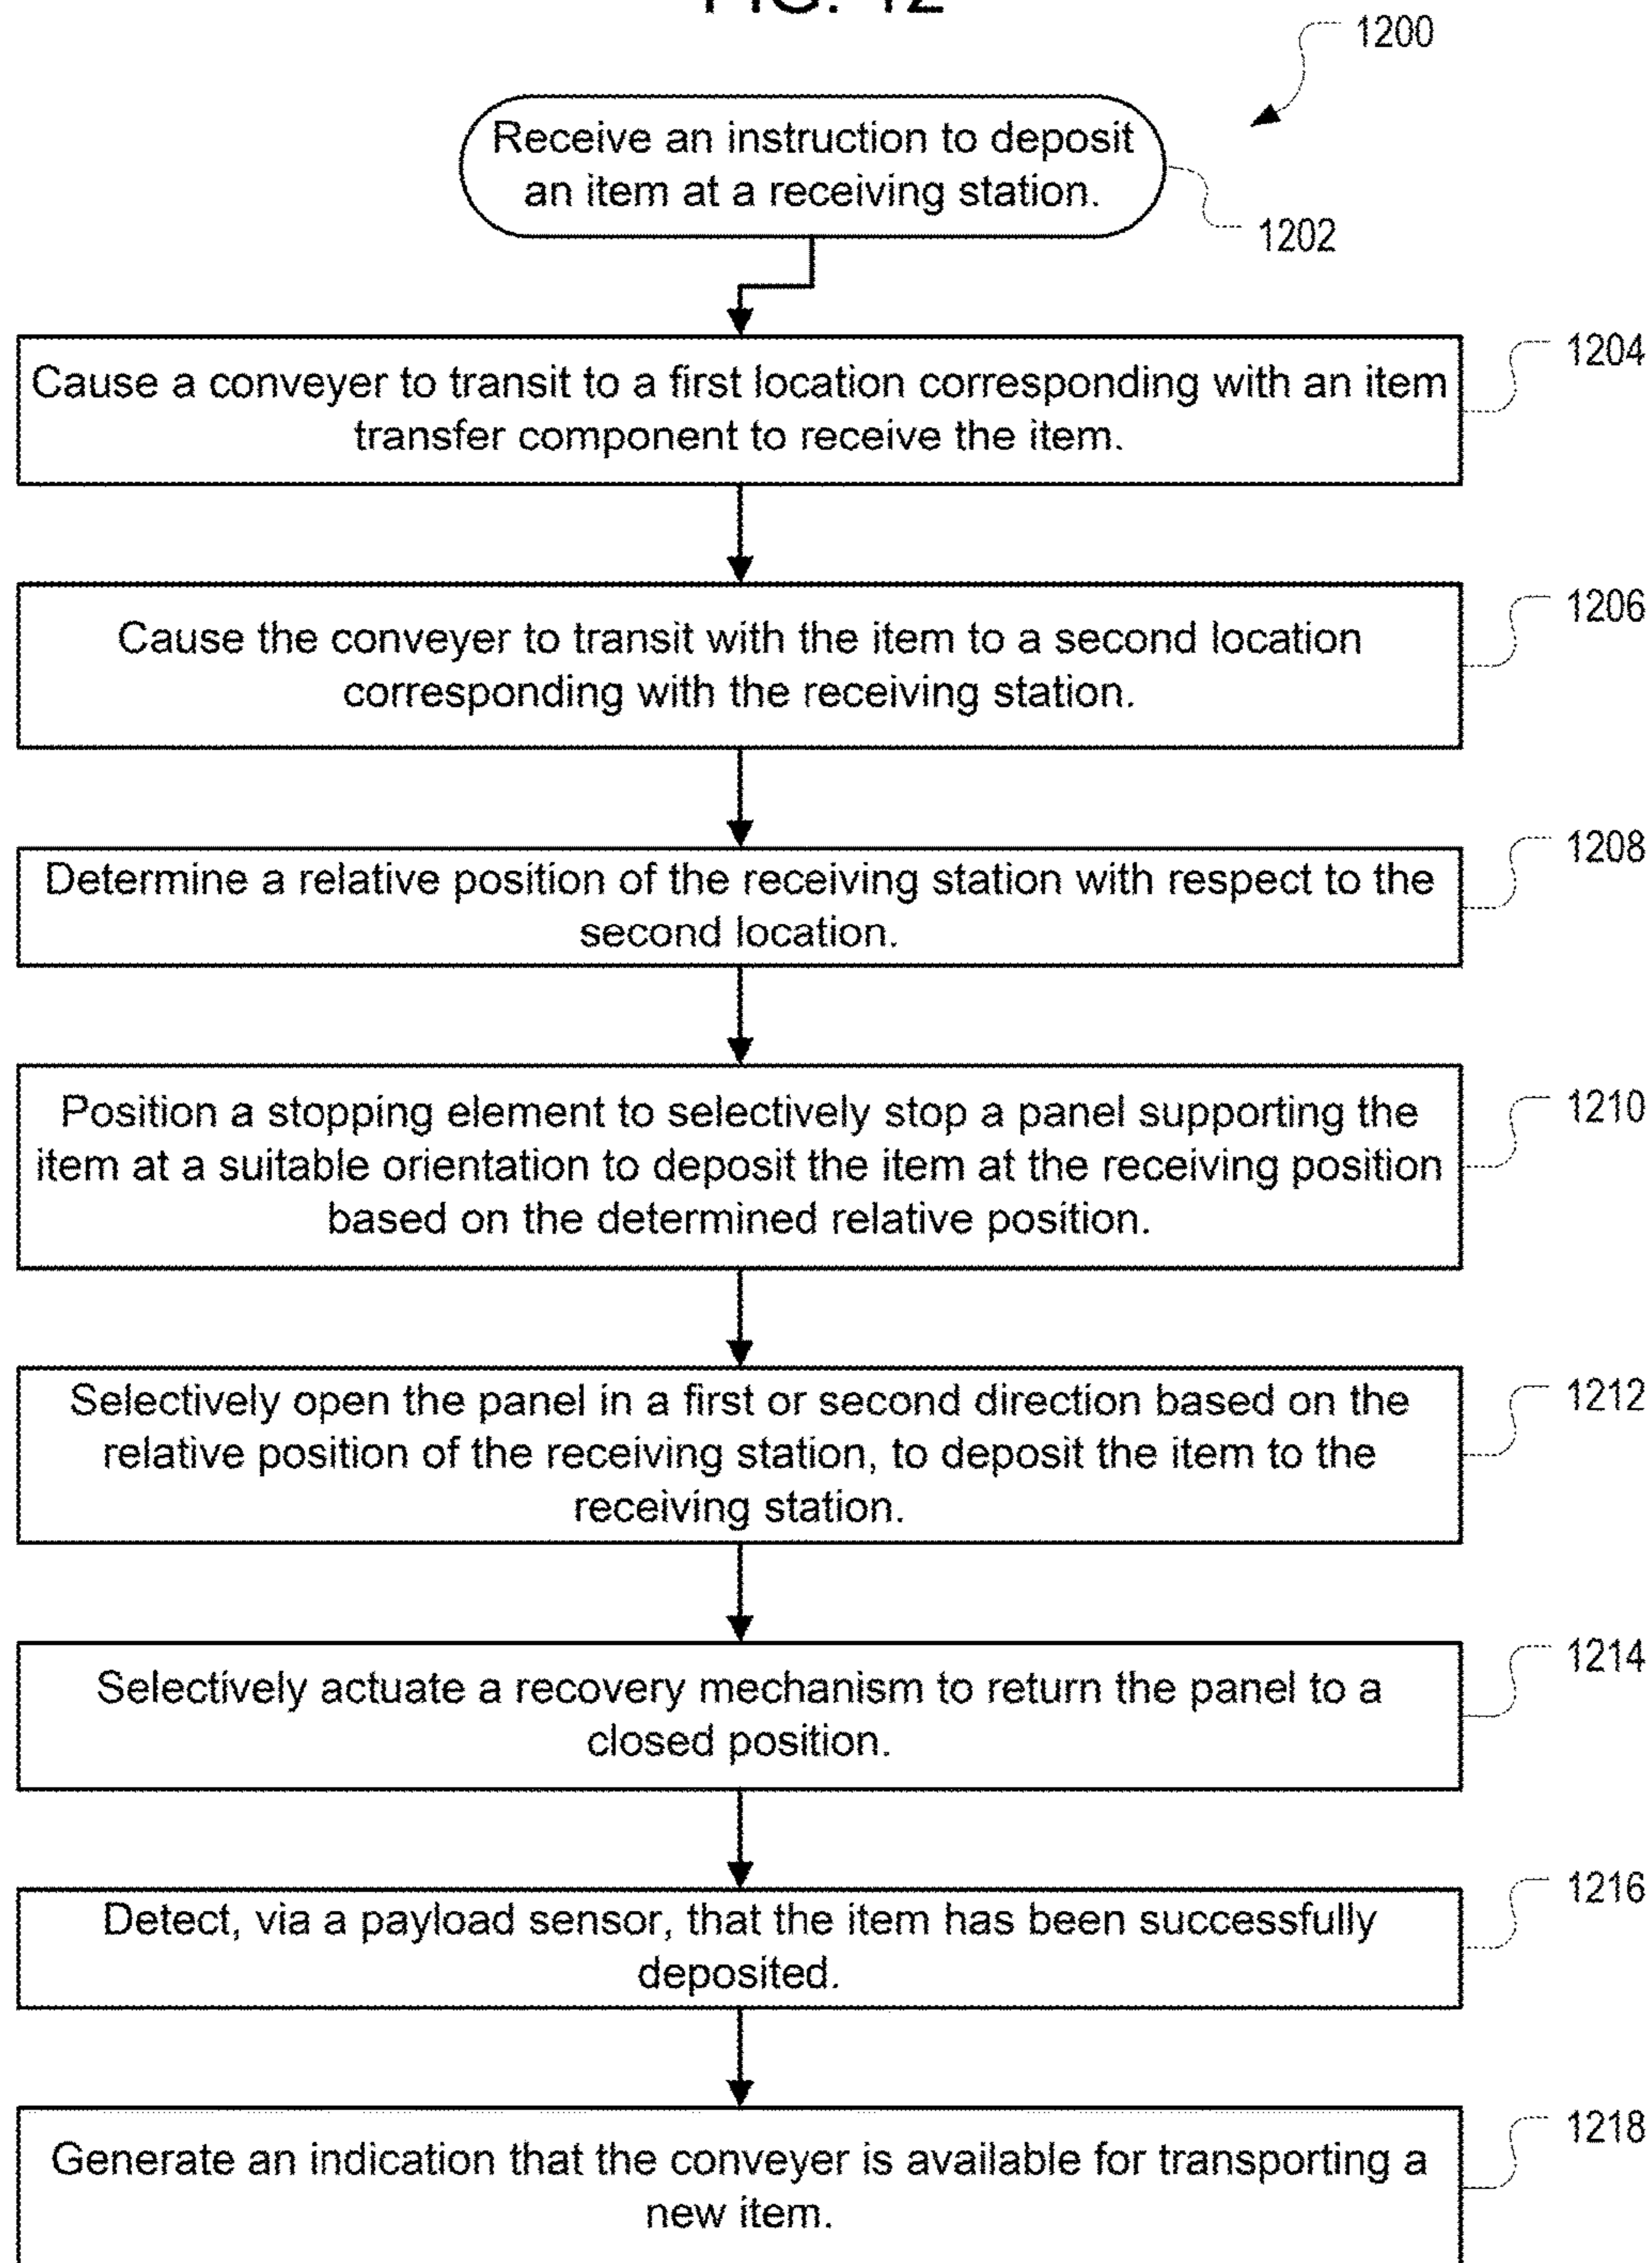 FIG. 12
1200
Receive an instruction to deposit
an item at a receiving station.
1202
Cause a conveyer to transit to a first location corresponding with an item
transfer component to receive the item.
1204
Cause the conveyer to transit with the item to a second location
corresponding with the receiving station.
1206
Determine a relative position of the receiving station with respect to the
second location.
1208
Position a stopping element to selectively stop a panel supporting the
item at a suitable orientation to deposit the item at the receiving position
based on the determined relative position.
1210
Selectively open the panel in a first or second direction based on the
relative position of the receiving station, to deposit the item to the
receiving station.
1212
Selectively actuate a recovery mechanism to return the panel to a
closed position.
1214
Detect, via a payload sensor, that the item has been successfully
deposited.
1216
Generate an indication that the conveyer is available for transporting a
new item.
1218